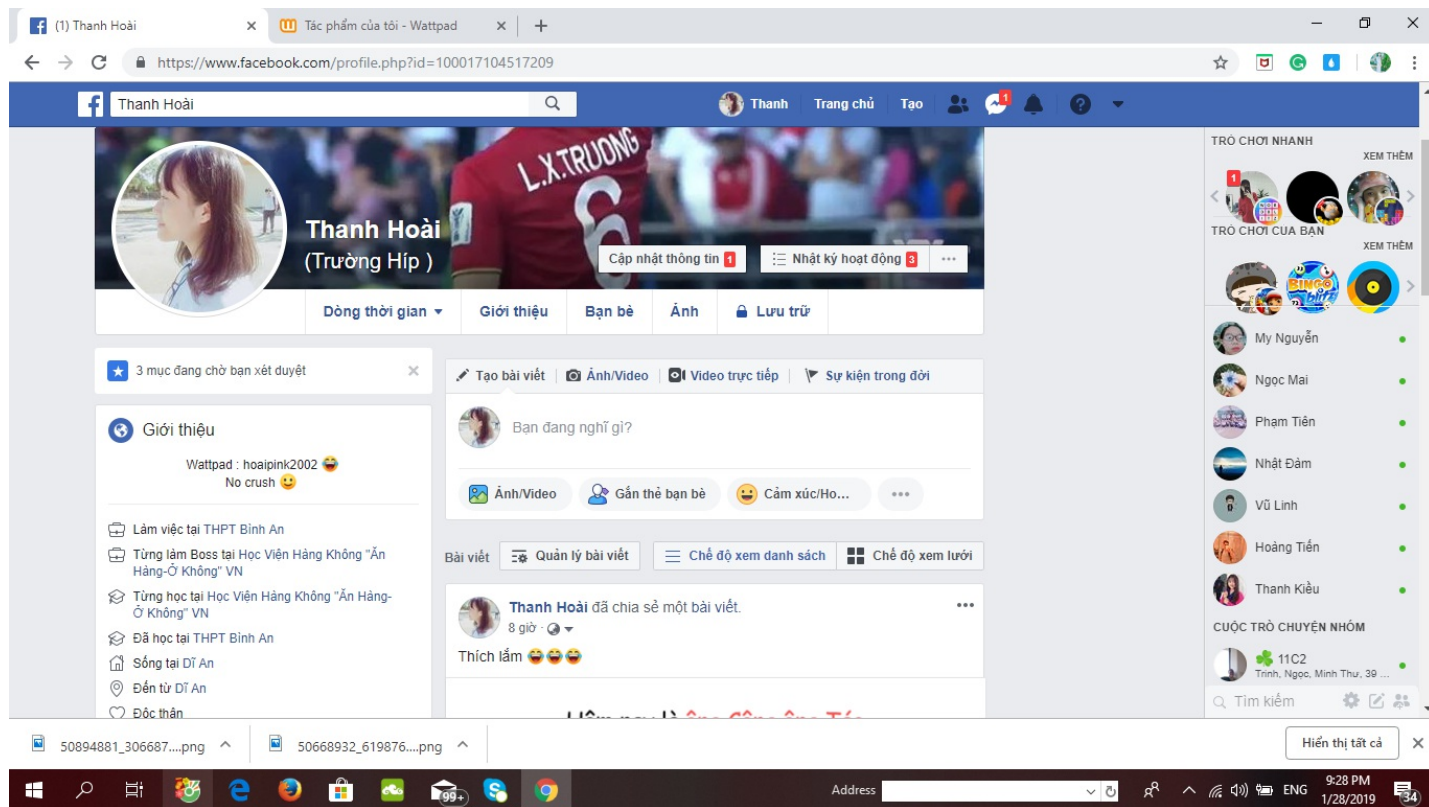 (1) Thanh Hoài
Tác phẩm của tôi - Wattpad
https://www.facebook.com/profile.php?id=100017104517209
Thanh Hoài
Thanh
Trang chủ
Tạo
1
L.X.TRUONG
6
Thanh Hoài
(Trường Híp )
Cập nhật thông tin 1
Nhật ký hoạt động 3
Dòng thời gian
Giới thiệu
Bạn bè
Ảnh
Lưu trữ
3 mục đang chờ bạn xét duyệt
Giới thiệu
Wattpad : hoaipink2002 😂
No crush 🙂
Làm việc tại THPT Bình An
Từng làm Boss tại Học Viện Hàng Không "Ăn
Hàng-Ở Không" VN
Từng học tại Học Viện Hàng Không "Ăn Hàng-
Ở Không" VN
Đã học tại THPT Bình An
Sống tại Dĩ An
Đến từ Dĩ An
Độc thân
Tạo bài viết
Ảnh/Video
Video trực tiếp
Sự kiện trong đời
Bạn đang nghĩ gì?
Ảnh/Video
Gắn thẻ bạn bè
Cảm xúc/Ho...
Bài viết
Quản lý bài viết
Chế độ xem danh sách
Chế độ xem lưới
Thanh Hoài đã chia sẻ một bài viết.
8 giờ ·
Thích lắm 😂😂😂
TRÒ CHƠI NHANH
XEM THÊM
1
TRÒ CHƠI CỦA BẠN
XEM THÊM
BINGO
blitz
My Nguyễn
Ngọc Mai
Phạm Tiên
Nhật Đàm
Vũ Linh
Hoàng Tiến
Thanh Kiều
CUỘC TRÒ CHUYỆN NHÓM
🍀 11C2
Trinh, Ngọc, Minh Thư, 39 ...
Tìm kiếm
50894881_306687....png
50668932_619876....png
Hiển thị tất cả
99+
Address
ENG
9:28 PM
1/28/2019
34